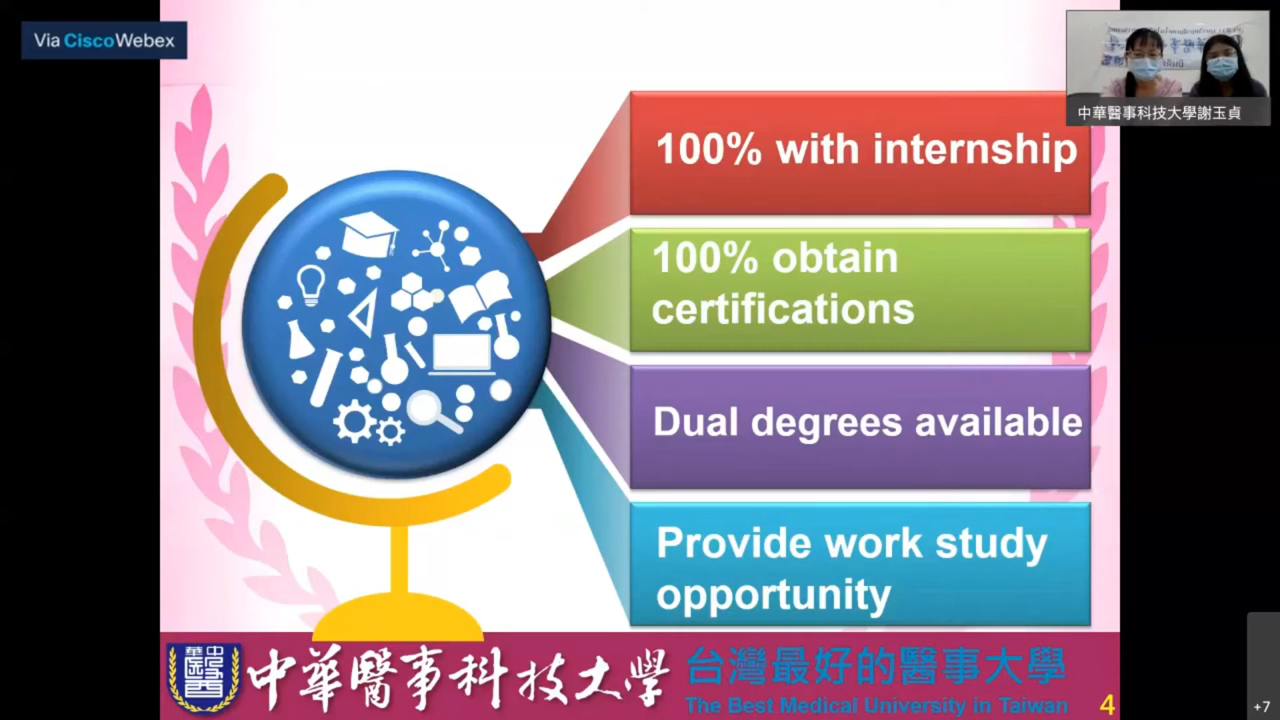 Via Cisco Webex
中華醫事科技大學謝玉貞
100% with internship
100% obtain
certifications
Dual degrees available
Provide work study
opportunity
中華醫事科技大學
台灣最好的醫事大學
The Best Medical University in Taiwan
4
+7